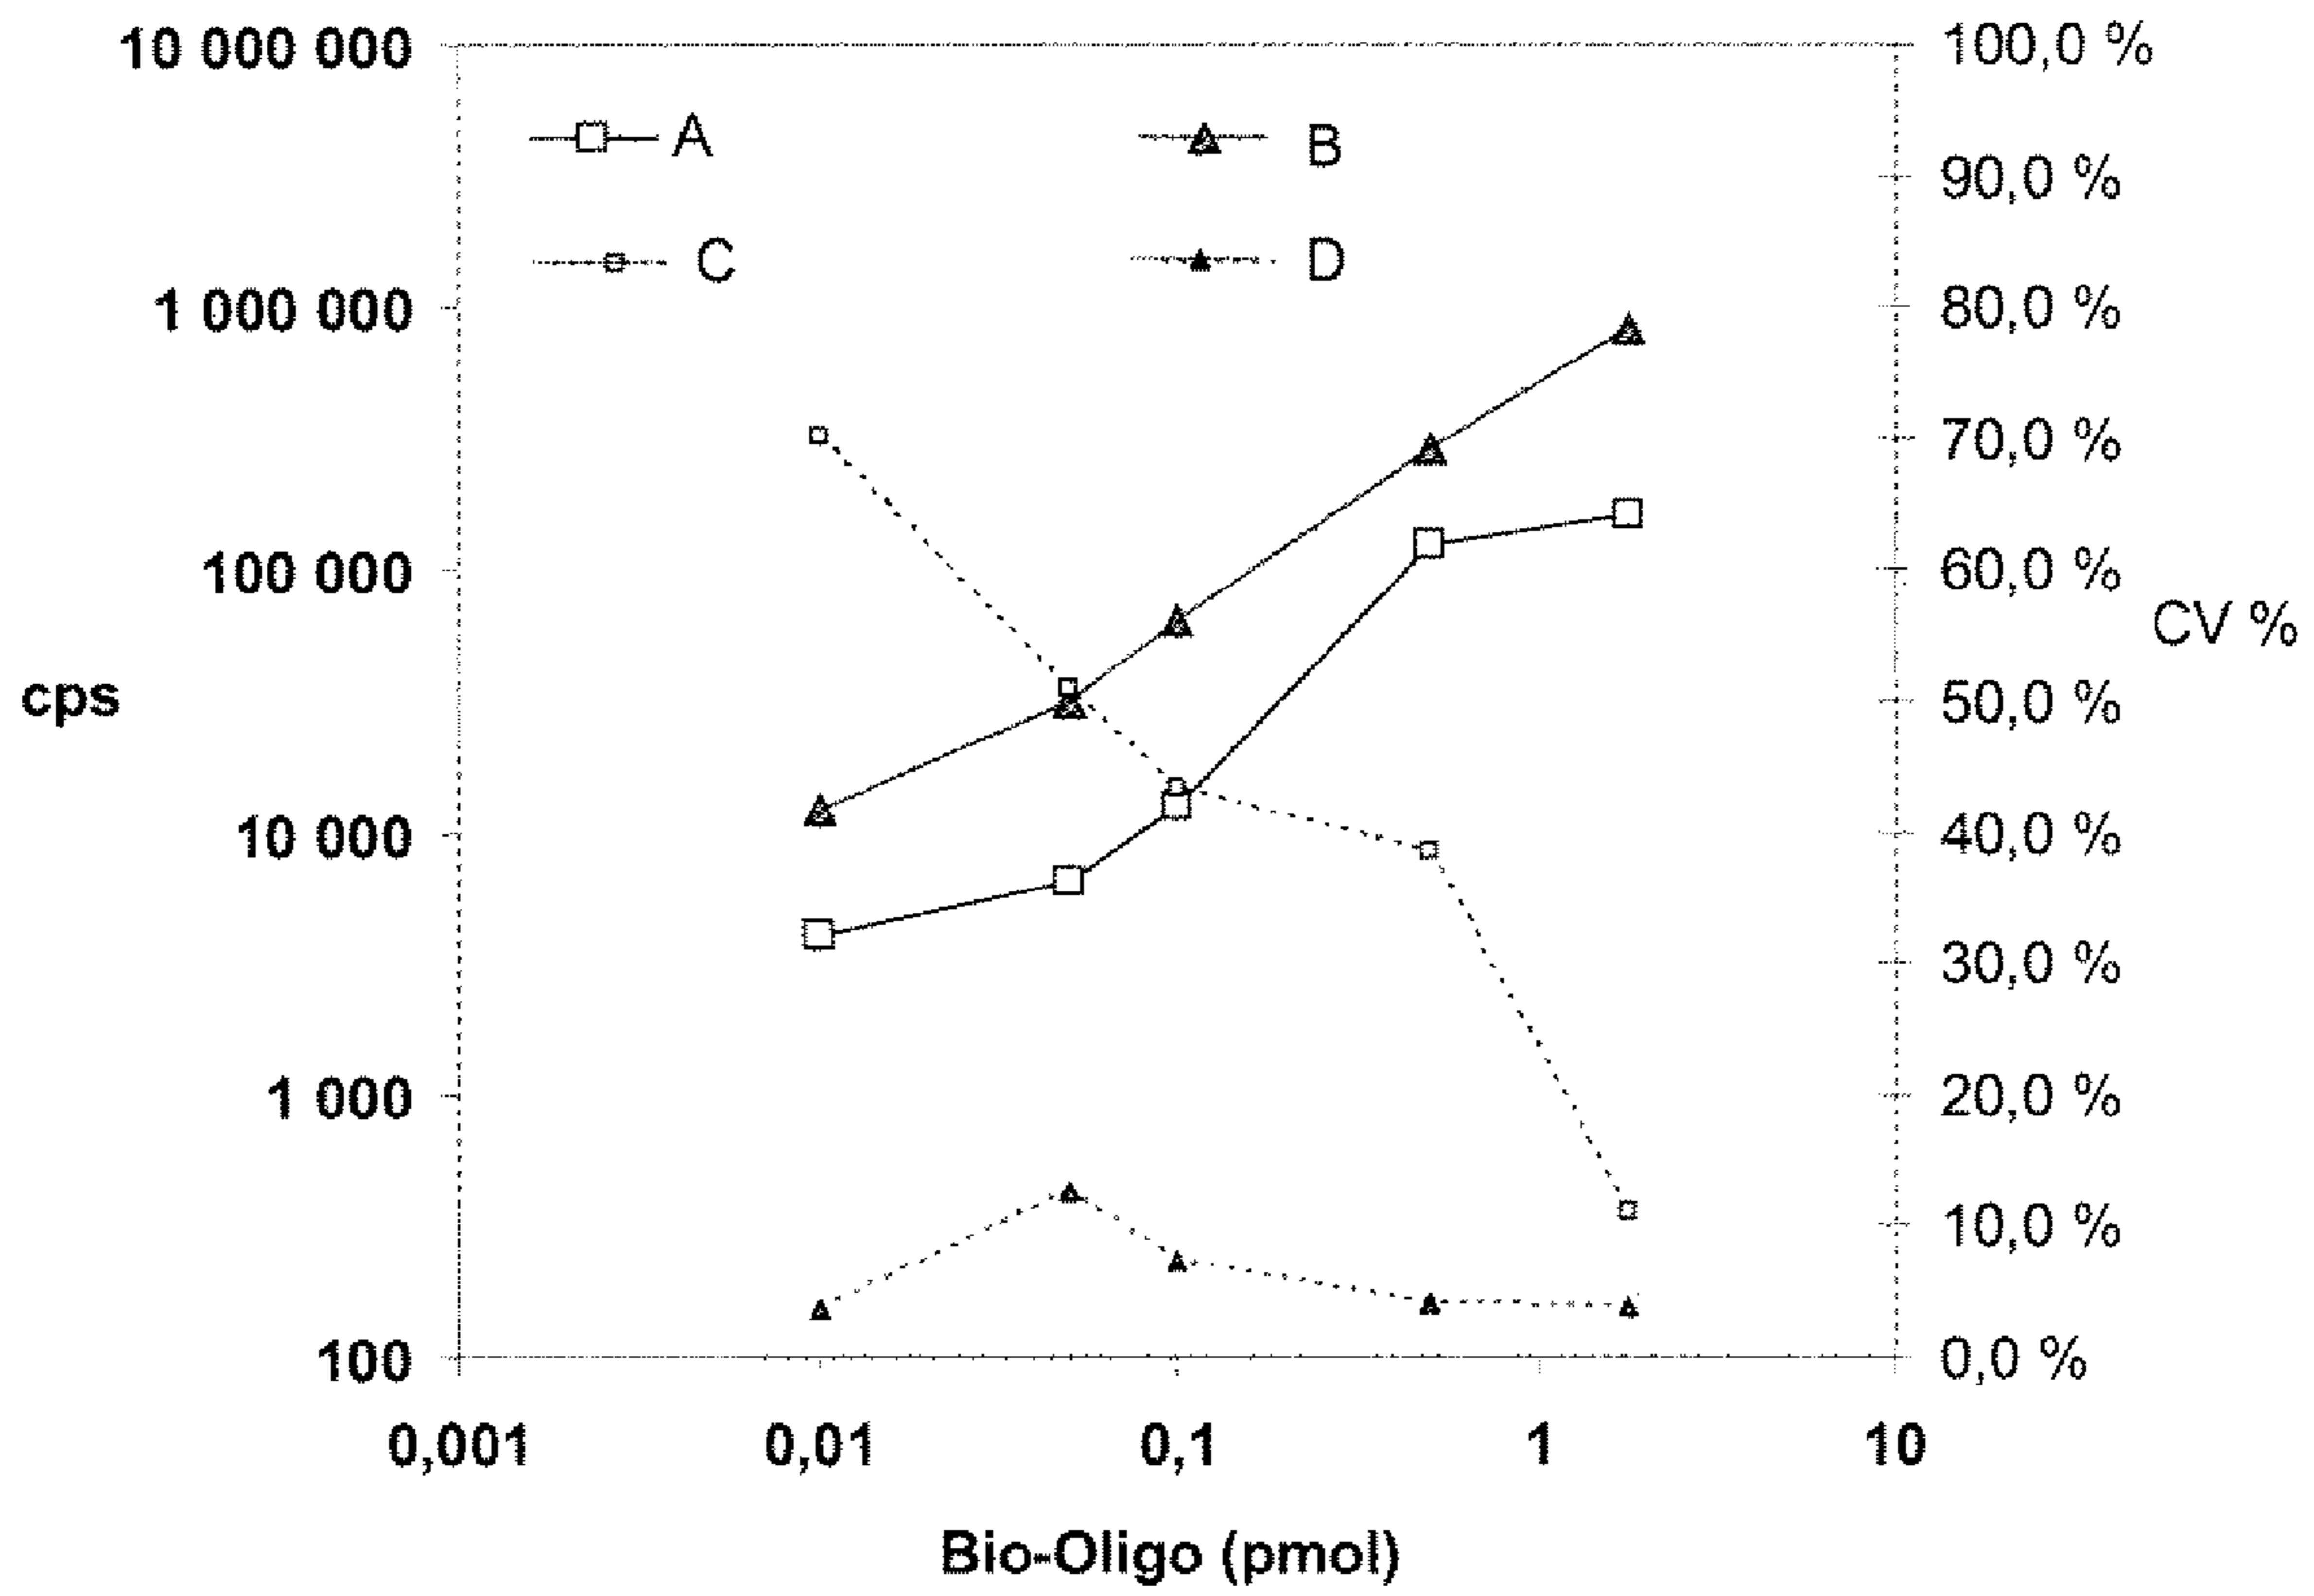 10 000 000
1 000 000
100 000
10 000
1 000
100
cps
A
B
C
D
100,0 %
90,0 %
80,0 %
70,0 %
60,0 %
50,0 %
40,0 %
30,0 %
20,0 %
10,0 %
0,0 %
CV %
0,001 0,01 0,1 1 10
Bio-Oligo (pmol)